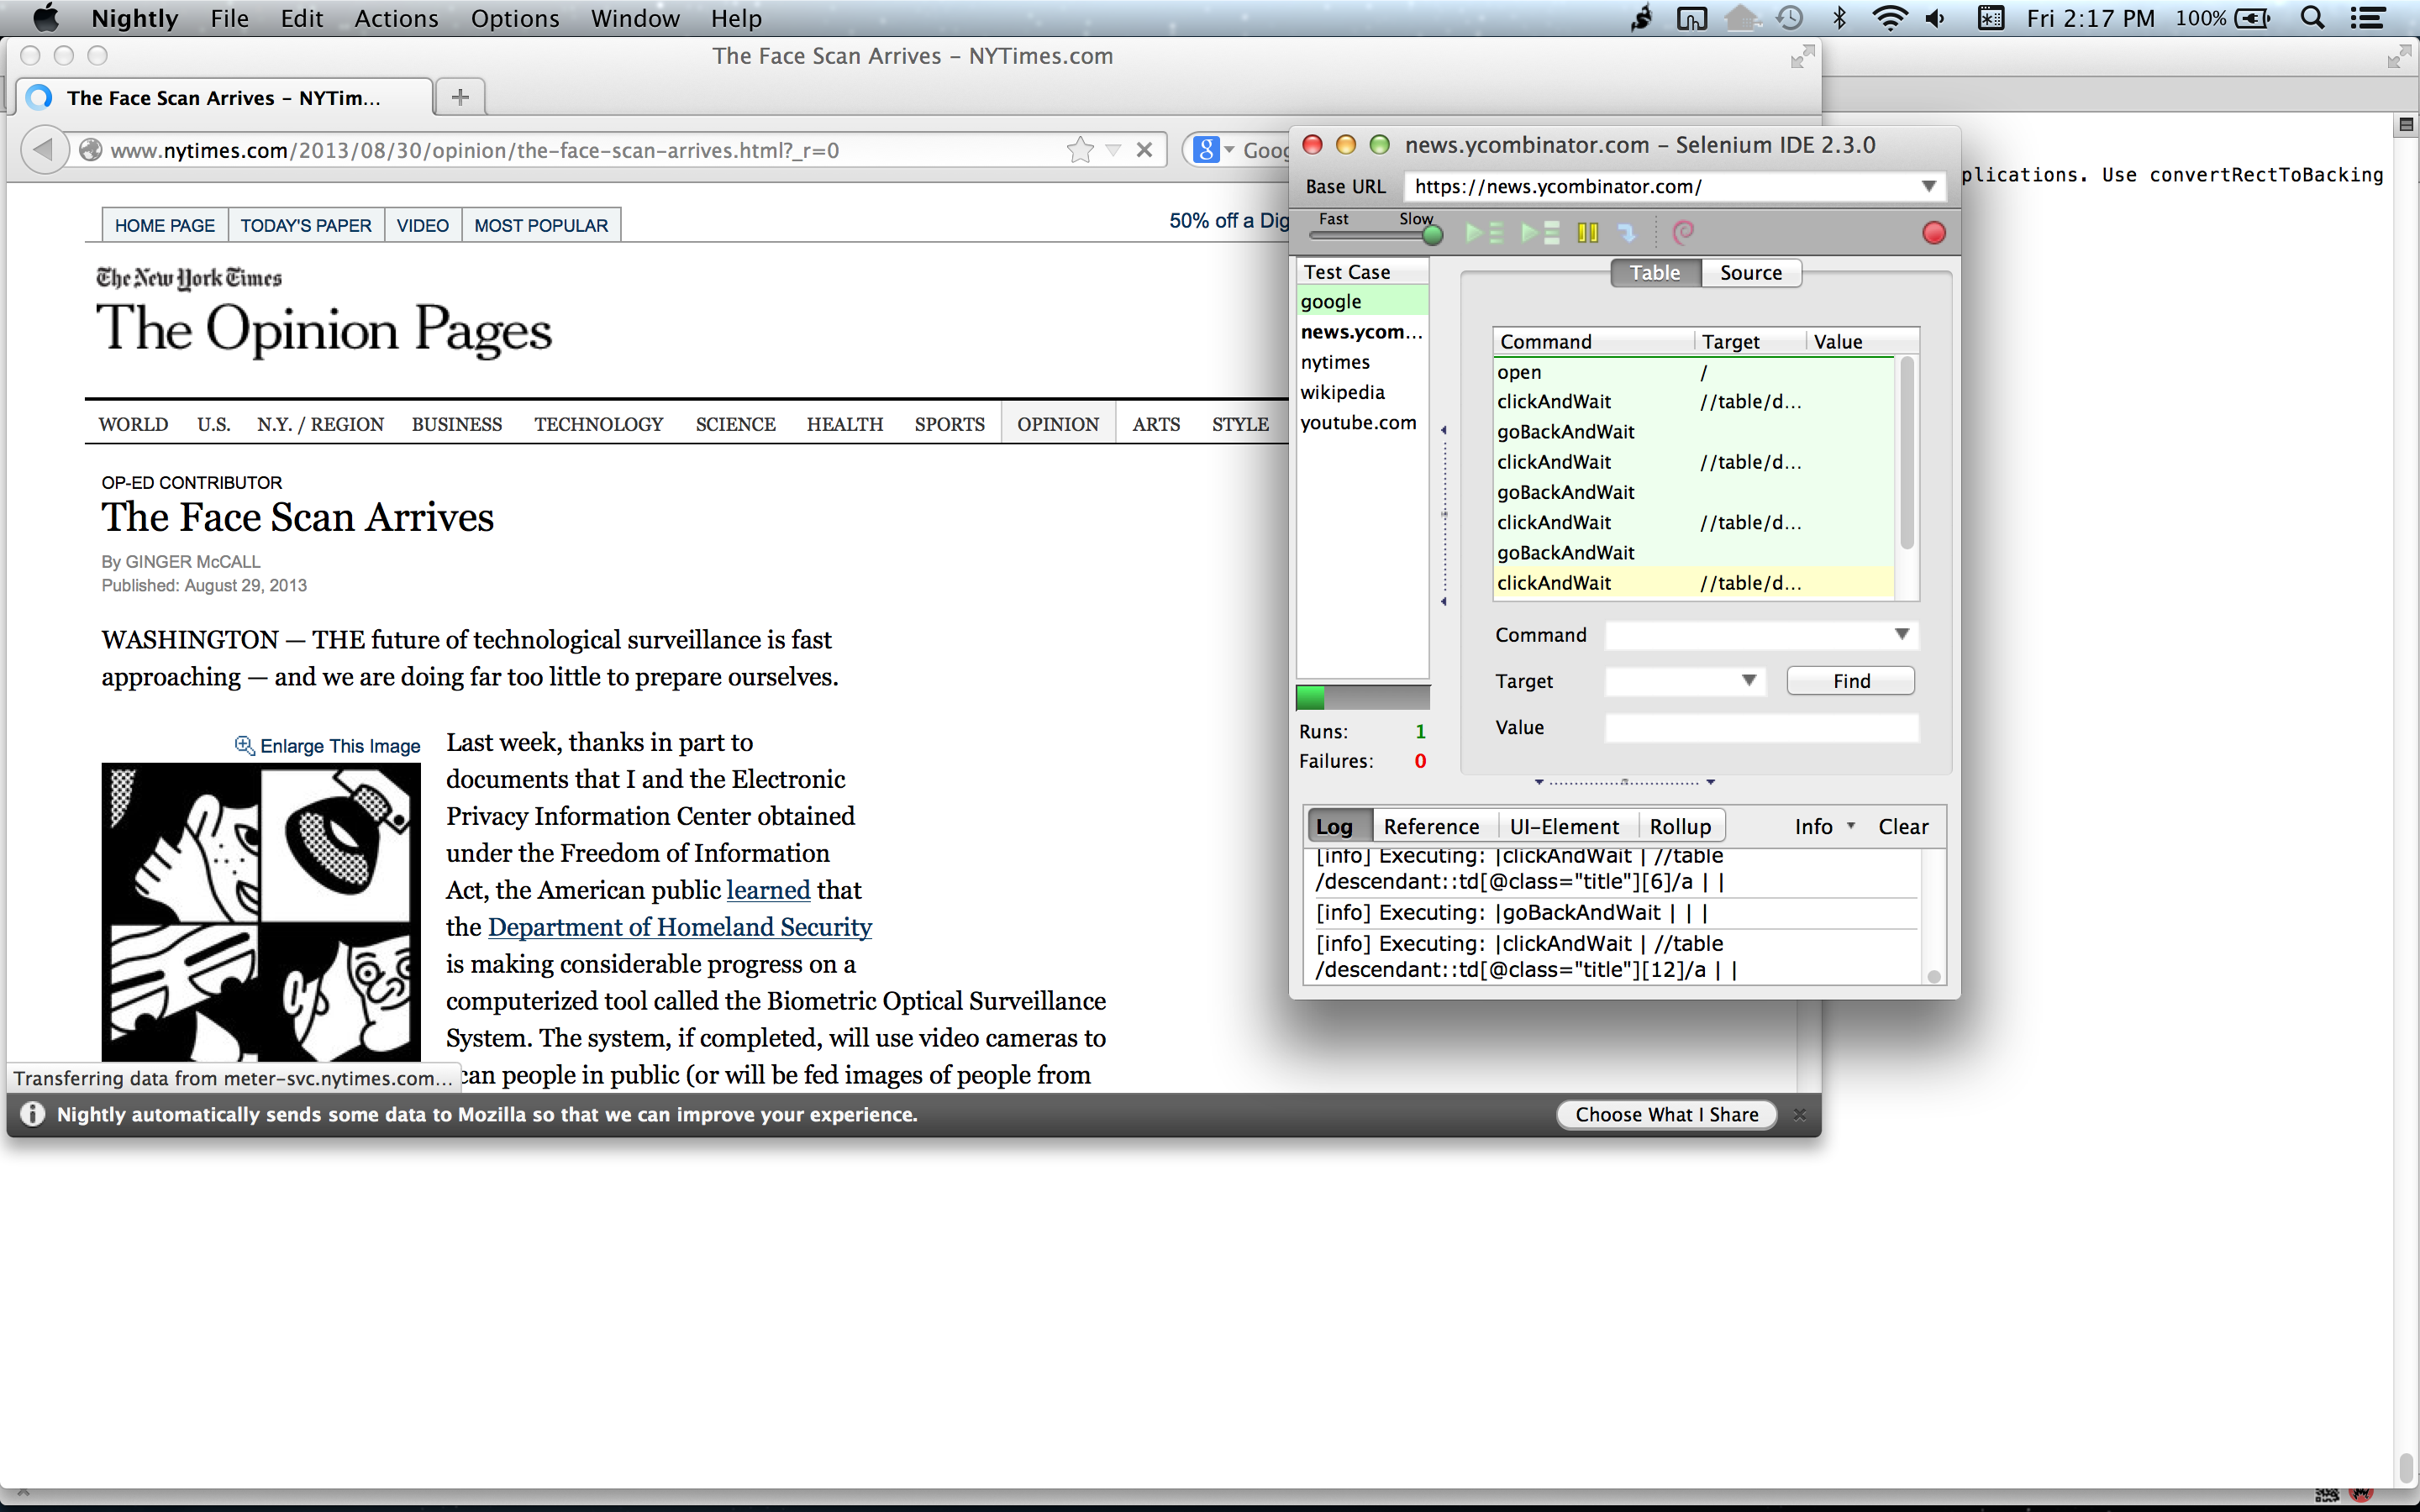 Nightly File Edit Actions Options Window Help
Fri 2:17 PM 100%
The Face Scan Arrives – NYTimes.com
The Face Scan Arrives – NYTim...
www.nytimes.com/2013/08/30/opinion/the-face-scan-arrives.html?_r=0
HOME PAGE TODAY'S PAPER VIDEO MOST POPULAR
50% off a
The New York Times
The Opinion Pages
WORLD U.S. N.Y. / REGION BUSINESS TECHNOLOGY SCIENCE HEALTH SPORTS OPINION ARTS STYLE
OP-ED CONTRIBUTOR
The Face Scan Arrives
By GINGER McCALL
Published: August 29, 2013
WASHINGTON — THE future of technological surveillance is fast
approaching — and we are doing far too little to prepare ourselves.
Enlarge This Image
Last week, thanks in part to
documents that I and the Electronic
Privacy Information Center obtained
under the Freedom of Information
Act, the American public learned that
the Department of Homeland Security
is making considerable progress on a
computerized tool called the Biometric Optical Surveillance
System. The system, if completed, will use video cameras to
can people in public (or will be fed images of people from
Transferring data from meter-svc.nytimes.com...
Nightly automatically sends some data to Mozilla so that we can improve your experience.
Choose What I Share
news.ycombinator.com – Selenium IDE 2.3.0
Base URL https://news.ycombinator.com/
Fast Slow
Test Case
google
news.ycom...
nytimes
wikipedia
youtube.com
Runs: 1
Failures: 0
Table Source
Command Target Value
open /
clickAndWait //table/d...
goBackAndWait
clickAndWait //table/d...
goBackAndWait
clickAndWait //table/d...
goBackAndWait
clickAndWait //table/d...
Command
Target Find
Value
Log Reference UI-Element Rollup Info Clear
[info] Executing: |clickAndWait | //table
/descendant::td[@class="title"][6]/a | |
[info] Executing: |goBackAndWait | | |
[info] Executing: |clickAndWait | //table
/descendant::td[@class="title"][12]/a | |
plications. Use convertRectToBacking